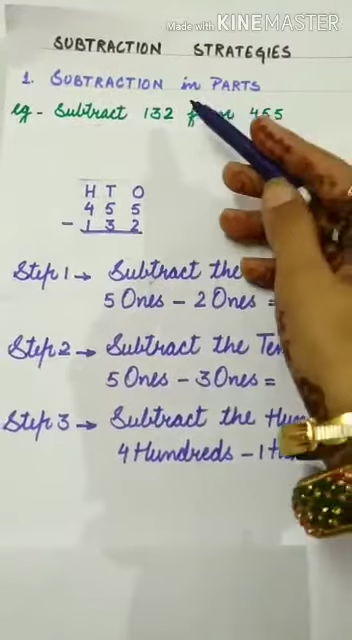 Made with KINEMASTER
SUBTRACTION STRATEGIES
1. SUBTRACTION in PARTS
eg - Subtract 132 455
H T O
4 5 5
- 1 3 2
Step 1 → Subtract the
5 Ones - 2 Ones =
Step 2 → Subtract the Ten
5 Ones - 3 Ones =
Step 3 → Subtract the Hun
4 Hundreds - 1 H